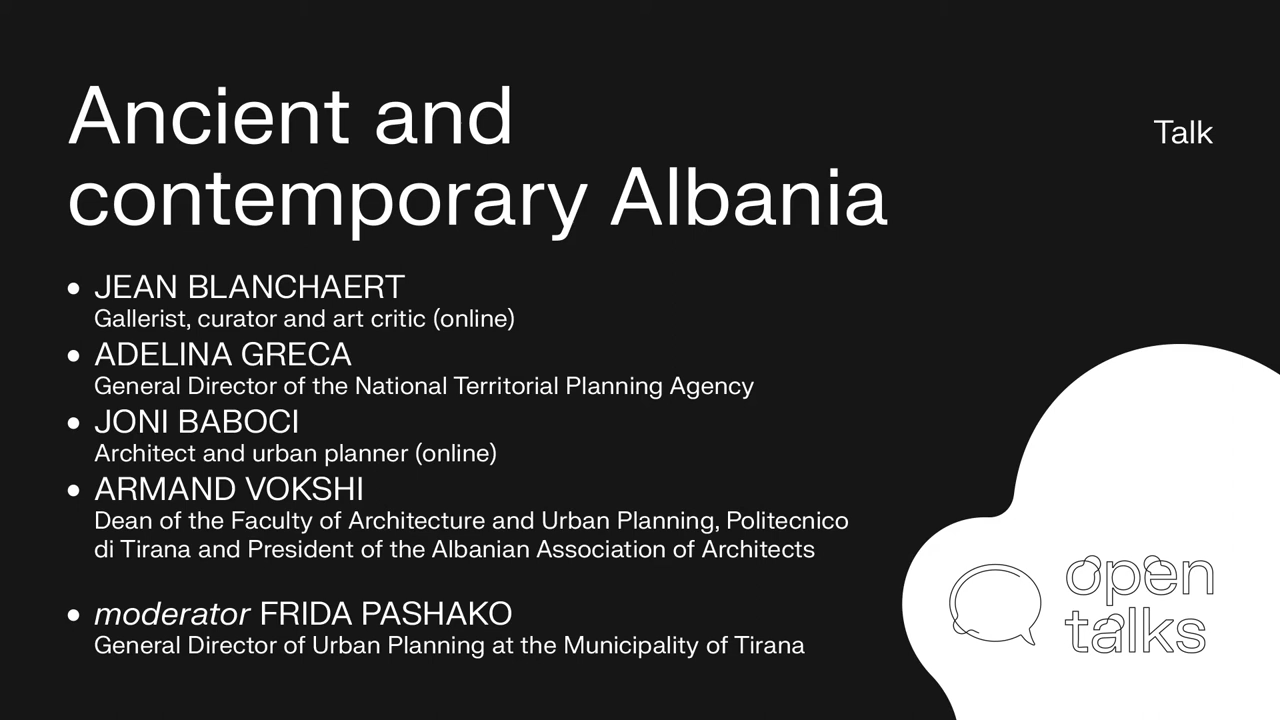 Ancient and
contemporary Albania
Talk
• JEAN BLANCHAERT
Gallerist, curator and art critic (online)
• ADELINA GRECA
General Director of the National Territorial Planning Agency
• JONI BABOCI
Architect and urban planner (online)
• ARMAND VOKSHI
Dean of the Faculty of Architecture and Urban Planning, Politecnico
di Tirana and President of the Albanian Association of Architects
• moderator FRIDA PASHAKO
General Director of Urban Planning at the Municipality of Tirana
open
talks